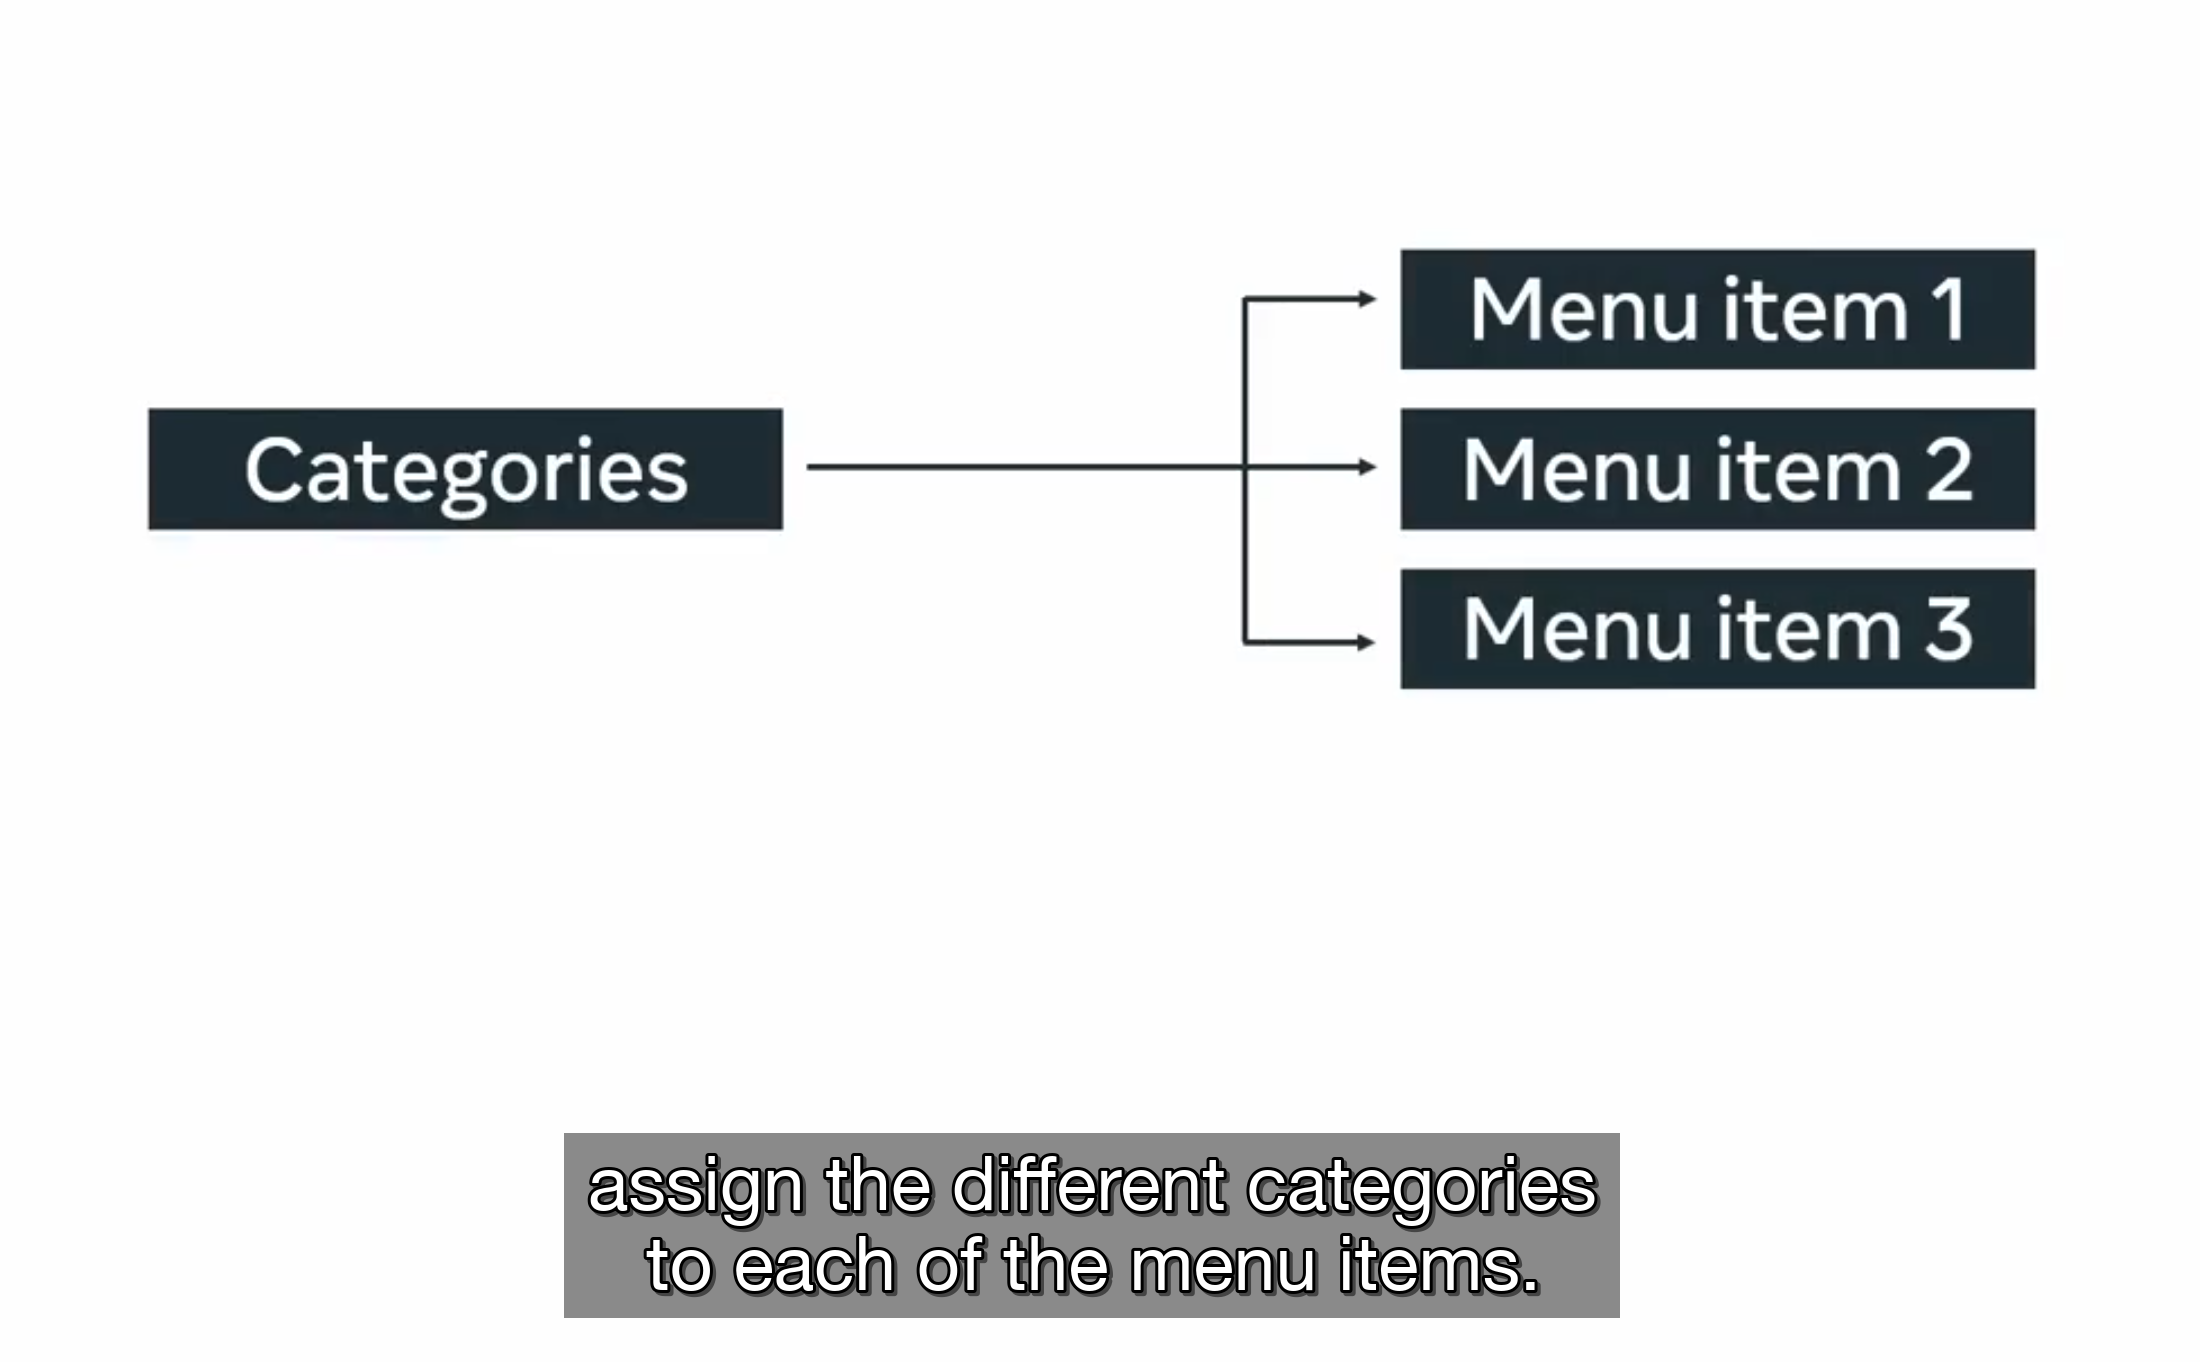 Menu item 1
Categories
Menu item 2
Menu item 3
assign the different categories
to each of the menu items.